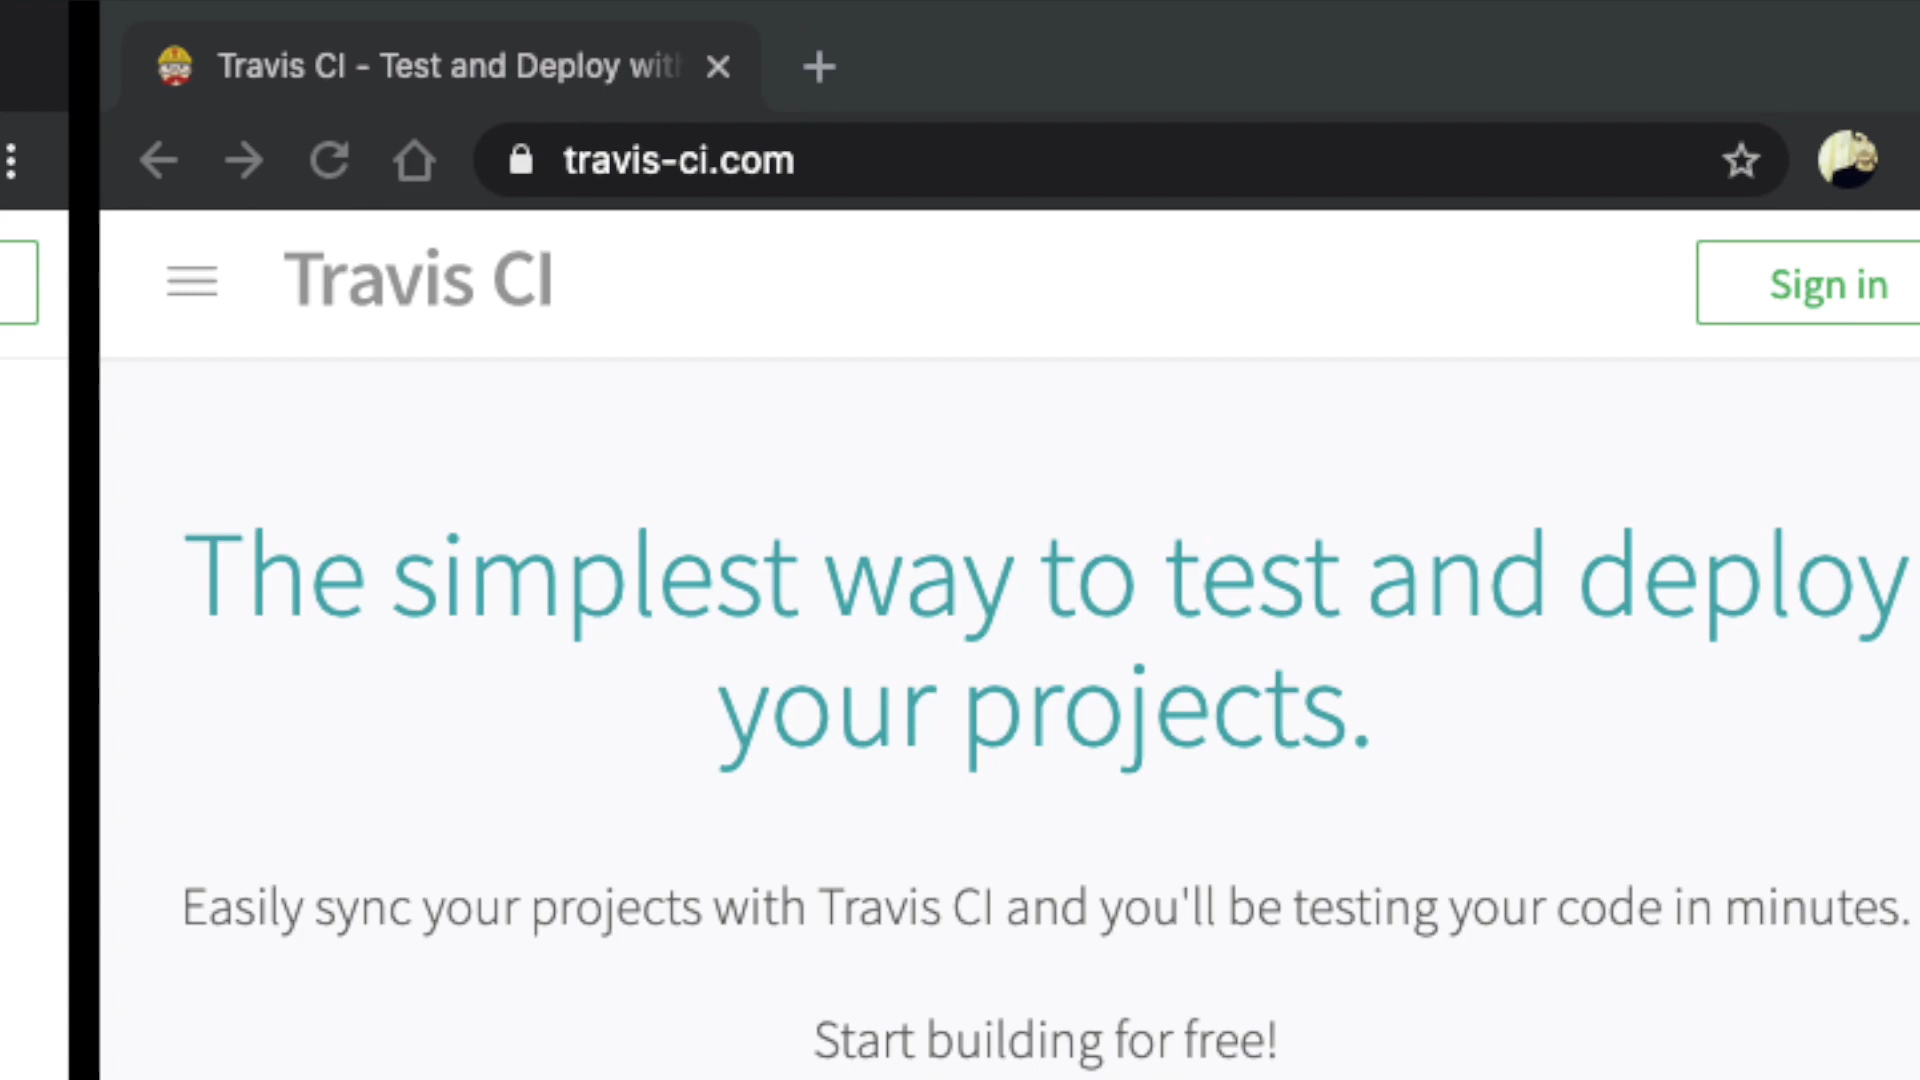 Travis CI - Test and Deploy with
travis-ci.com
Travis CI
Sign in
The simplest way to test and deploy
your projects.
Easily sync your projects with Travis CI and you'll be testing your code in minutes.
Start building for free!